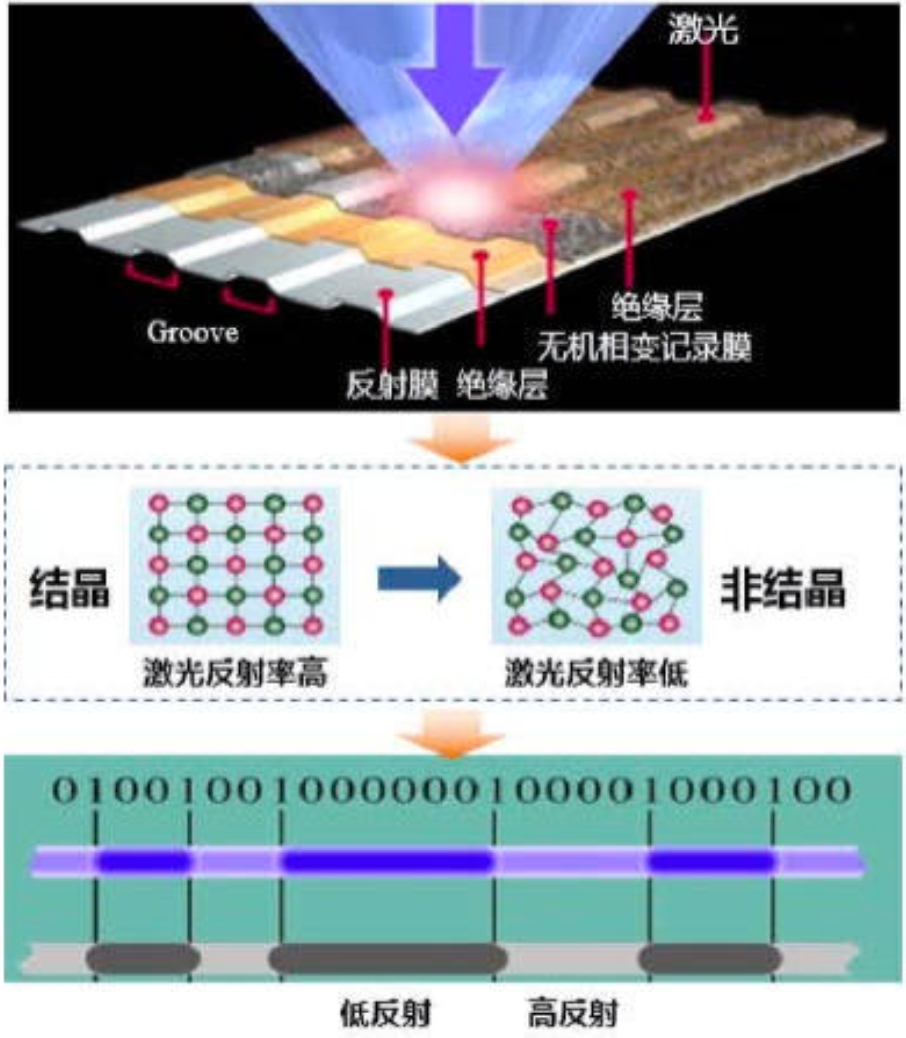 激光
绝缘层
无机相变记录膜
Groove
反射膜 绝缘层
结晶
非结晶
激光反射率高
激光反射率低
01001001000000100001000100
低反射 高反射